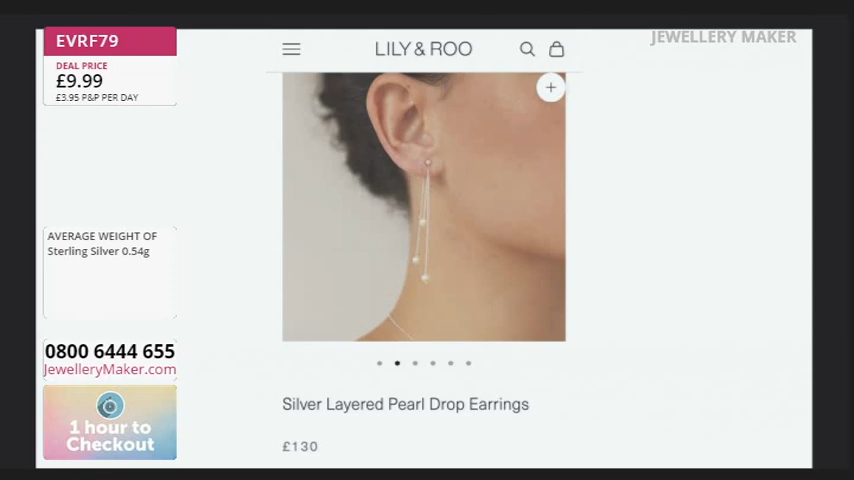 EVRF79
DEAL PRICE
£9.99
£3.95 P&P PER DAY
AVERAGE WEIGHT OF
Sterling Silver 0.54g
0800 6444 655
JewelleryMaker.com
1 hour to
Checkout
JEWELLERY MAKER
LILY & ROO
Silver Layered Pearl Drop Earrings
£130